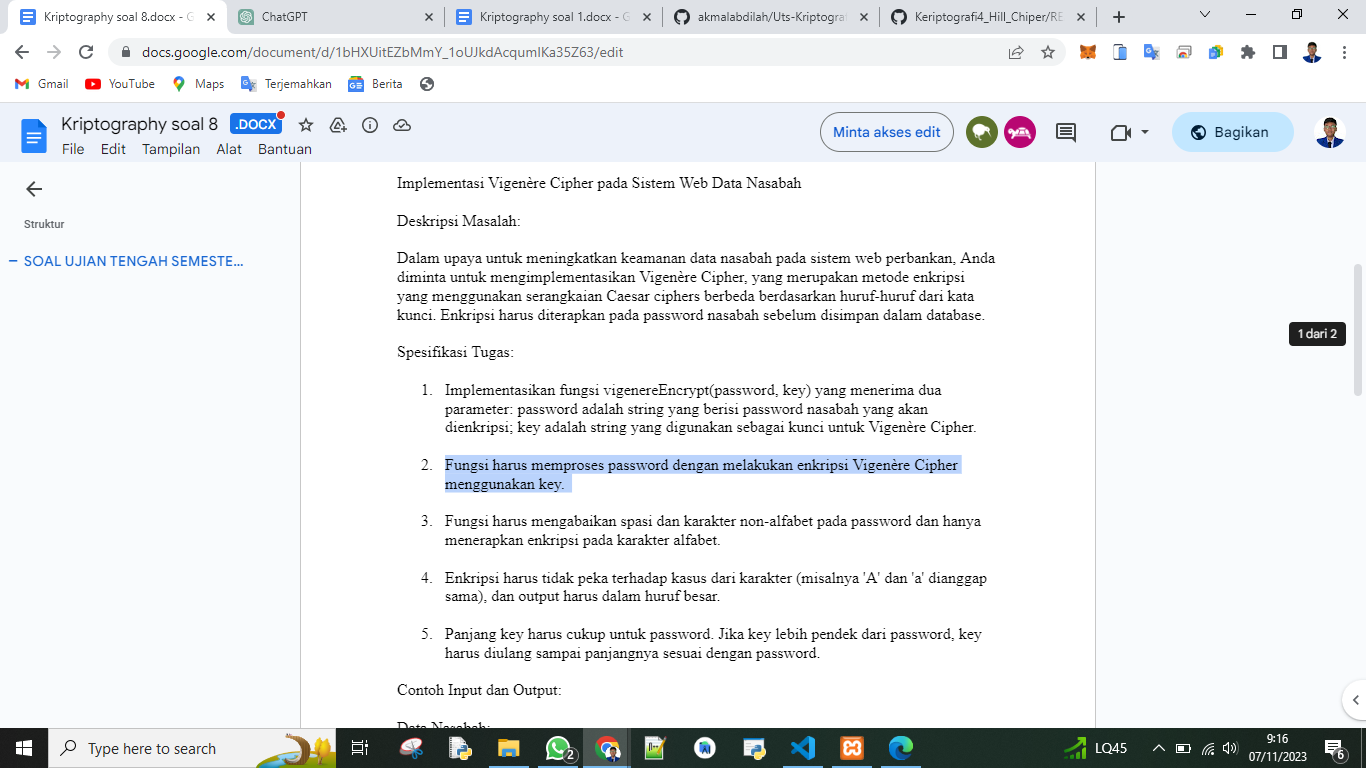 Kriptography soal 8.docx - G
ChatGPT
Kriptography soal 1.docx - G
akmalabdilah/Uts-Kriptograf
Keriptografi4_Hill_Chiper/RE
docs.google.com/document/d/1bHXUitEZbMmY_1oUJkdAcqumIKa35Z63/edit
Gmail
YouTube
Maps
Terjemahkan
Berita
Kriptography soal 8
.DOCX
File
Edit
Tampilan
Alat
Bantuan
Minta akses edit
Bagikan
Struktur
SOAL UJIAN TENGAH SEMESTE...
Implementasi Vigenère Cipher pada Sistem Web Data Nasabah
Deskripsi Masalah:
Dalam upaya untuk meningkatkan keamanan data nasabah pada sistem web perbankan, Anda
diminta untuk mengimplementasikan Vigenère Cipher, yang merupakan metode enkripsi
yang menggunakan serangkaian Caesar ciphers berbeda berdasarkan huruf-huruf dari kata
kunci. Enkripsi harus diterapkan pada password nasabah sebelum disimpan dalam database.
Spesifikasi Tugas:
1. Implementasikan fungsi vigenereEncrypt(password, key) yang menerima dua
parameter: password adalah string yang berisi password nasabah yang akan
dienkripsi; key adalah string yang digunakan sebagai kunci untuk Vigenère Cipher.
2. Fungsi harus memproses password dengan melakukan enkripsi Vigenère Cipher
menggunakan key.
3. Fungsi harus mengabaikan spasi dan karakter non-alfabet pada password dan hanya
menerapkan enkripsi pada karakter alfabet.
4. Enkripsi harus tidak peka terhadap kasus dari karakter (misalnya 'A' dan 'a' dianggap
sama), dan output harus dalam huruf besar.
5. Panjang key harus cukup untuk password. Jika key lebih pendek dari password, key
harus diulang sampai panjangnya sesuai dengan password.
Contoh Input dan Output:
Data Nasabah:
1 dari 2
Type here to search
2
LQ45
9:16
07/11/2023
6